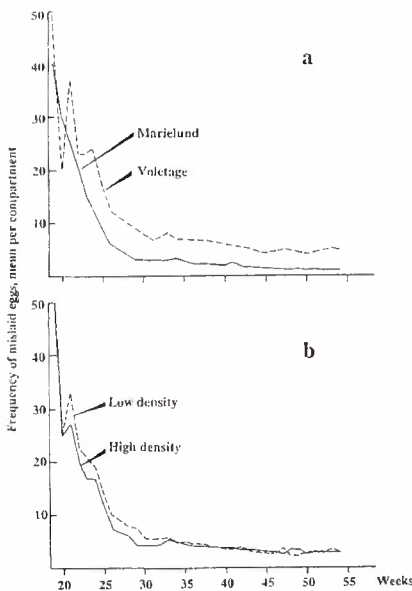 Frequency of mislaid eggs, mean per compartment
50
a
40
Marielund
30
Voletage
20
10
50
b
40
30
Low density
High density
20
10
20 25 30 35 40 45 50 55 Weeks